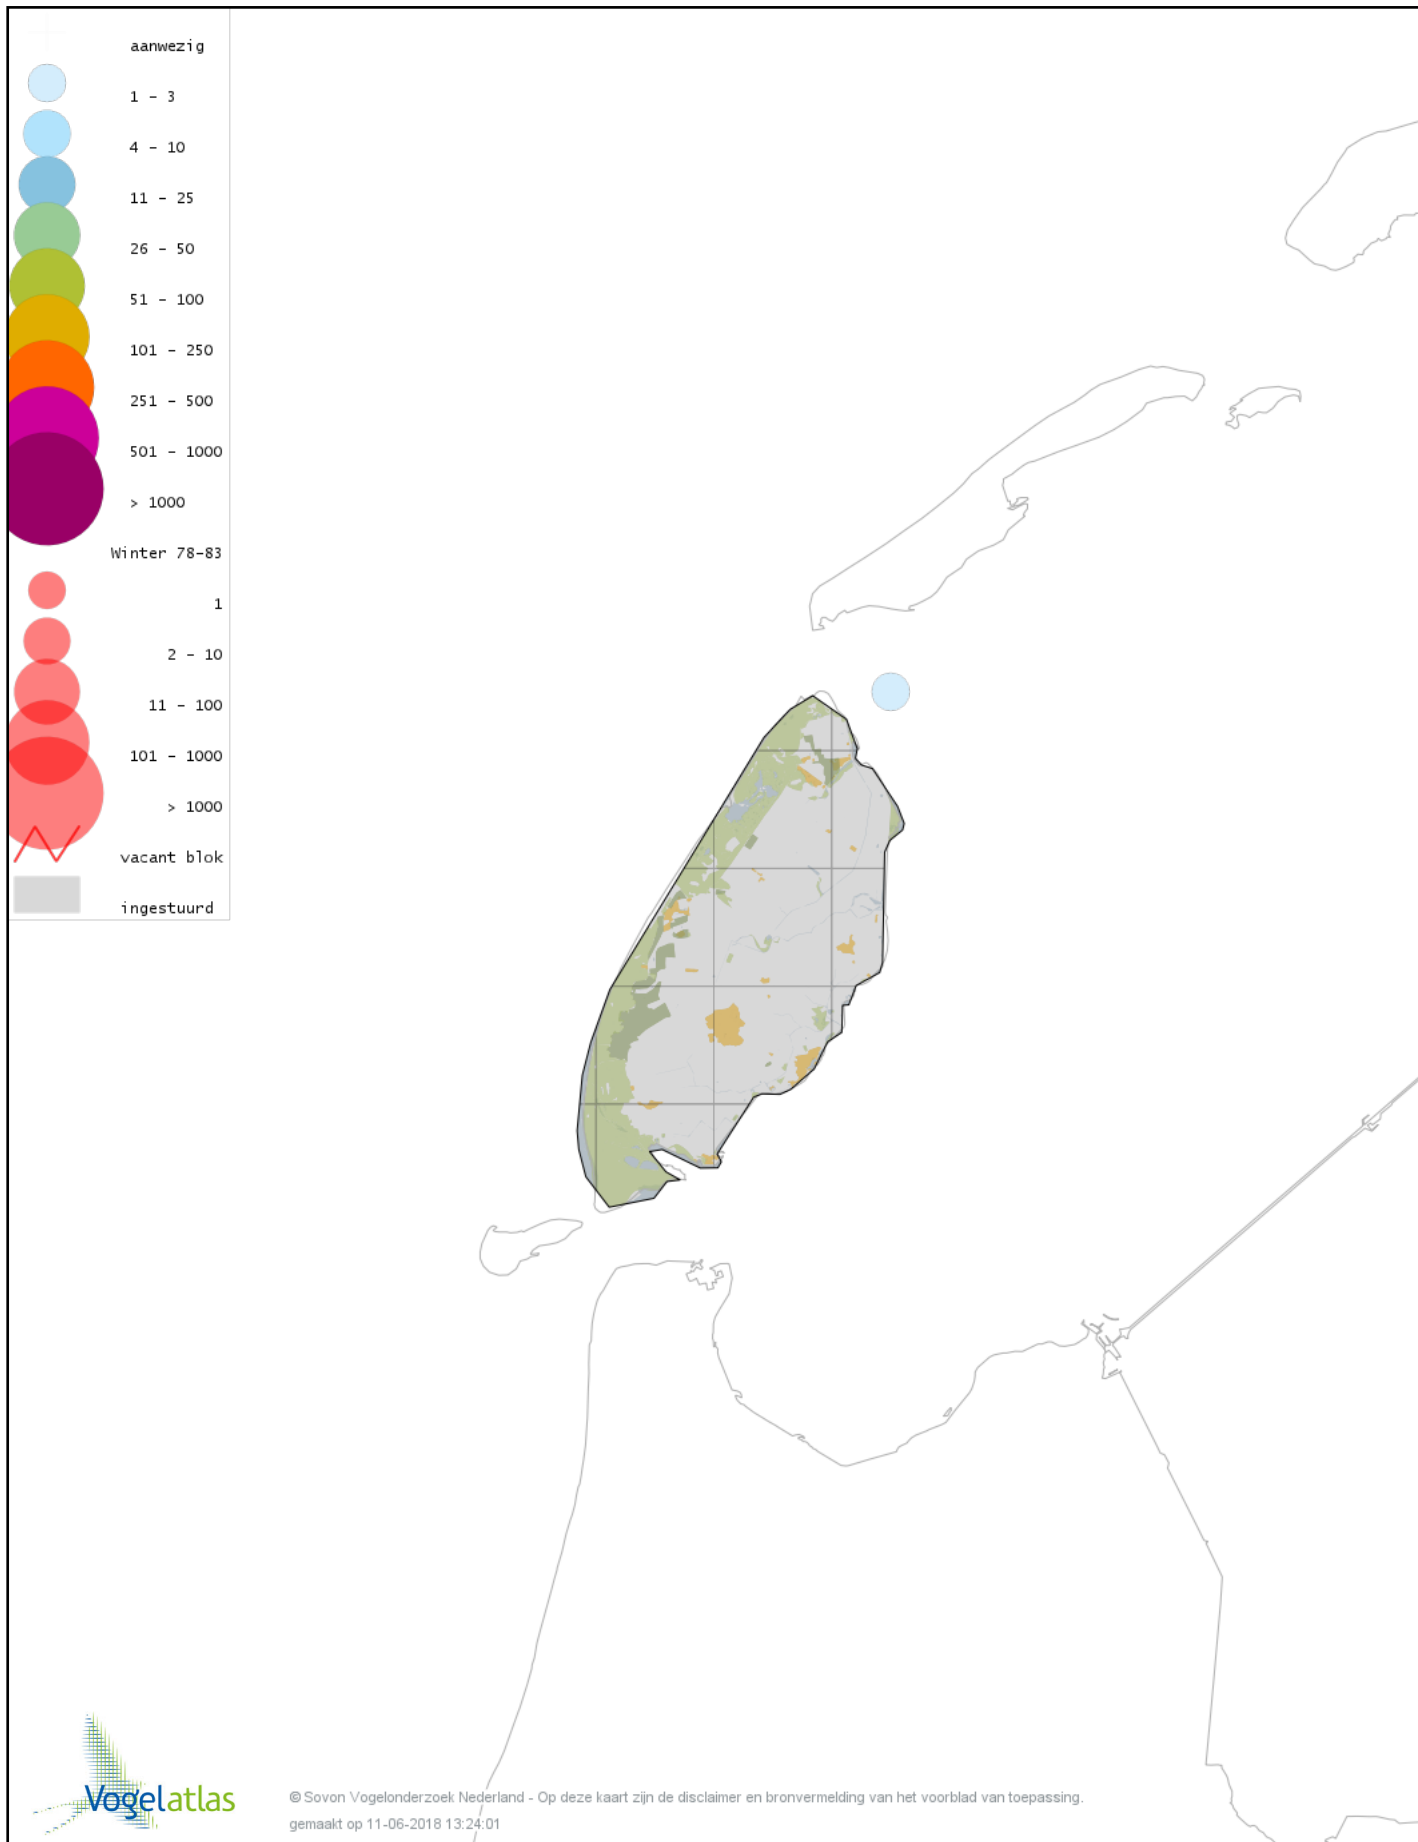 aanwezig
1 - 3
4 - 10
11 - 25
26 - 50
51 - 100
101 - 250
251 - 500
501 - 1000
> 1000
Winter 78-83
1
2 - 10
11 - 100
101 - 1000
> 1000
vacant blok
ingestuurd
Vogelatlas
© Sovon Vogelonderzoek Nederland - Op deze kaart zijn de disclaimer en bronvermelding van het voorblad van toepassing.
gemaakt op 11-06-2018 13:24:01